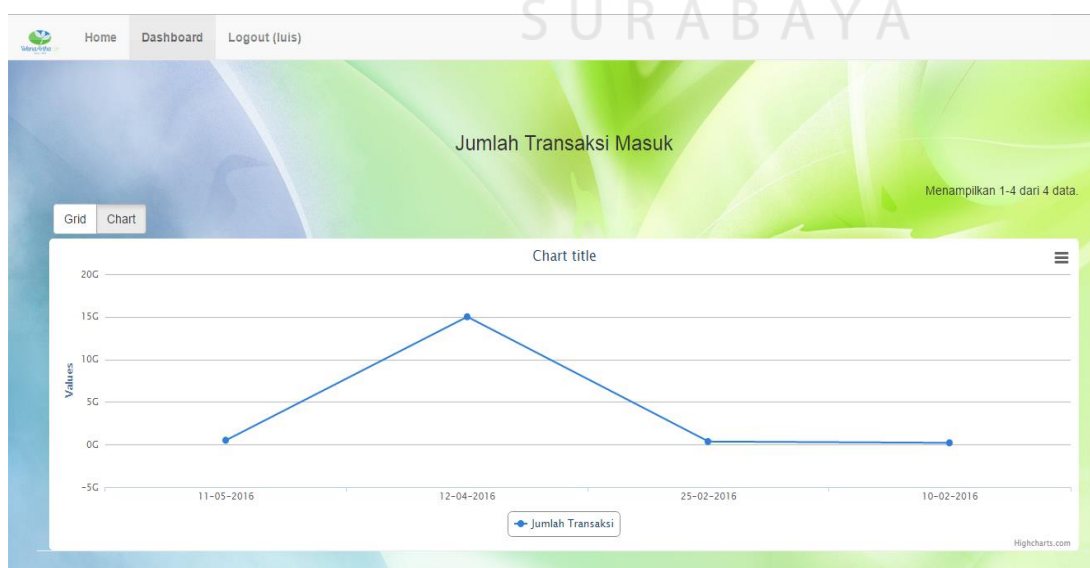 SURABAYA
Home Dashboard Logout (luis)
Jumlah Transaksi Masuk
Menampilkan 1-4 dari 4 data.
Grid Chart
Chart title
20G
15G
10G
5G
0G
-5G
Values
11-05-2016 12-04-2016 25-02-2016 10-02-2016
Jumlah Transaksi
Highcharts.com